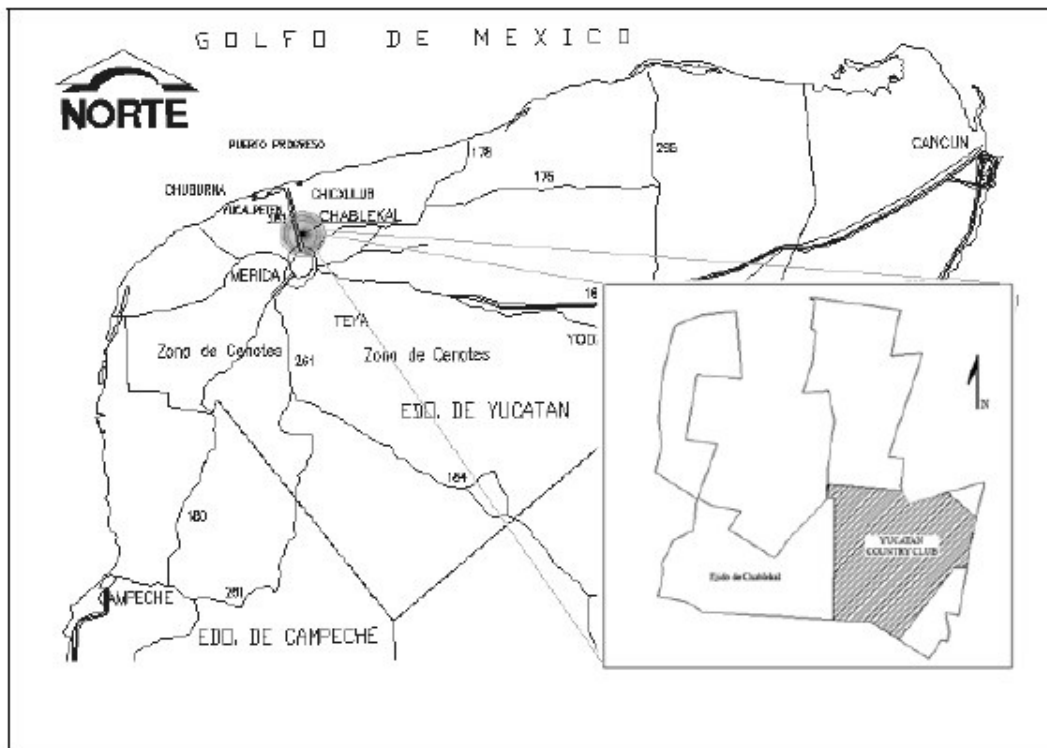 GOLFO DE MEXICO
NORTE
PUERTO PROGRESO
178
295
CANCUN
176
CHUBURNA
CHICXULUB
CHABLEKAL
MERIDA
18
TEYA
Zona de Cenotes
261
Zona de Cenotes
EDO. DE YUCATAN
N
184
180
YUCATAN
COUNTRY CLUB
Ejido de Chablekal
CAMPECHE
261
EDO. DE CAMPECHE